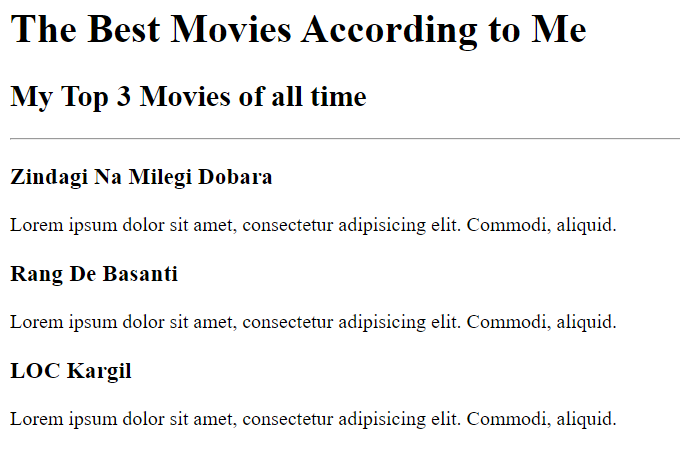 The Best Movies According to Me
My Top 3 Movies of all time
Zindagi Na Milegi Dobara
Lorem ipsum dolor sit amet, consectetur adipisicing elit. Commodi, aliquid.
Rang De Basanti
Lorem ipsum dolor sit amet, consectetur adipisicing elit. Commodi, aliquid.
LOC Kargil
Lorem ipsum dolor sit amet, consectetur adipisicing elit. Commodi, aliquid.